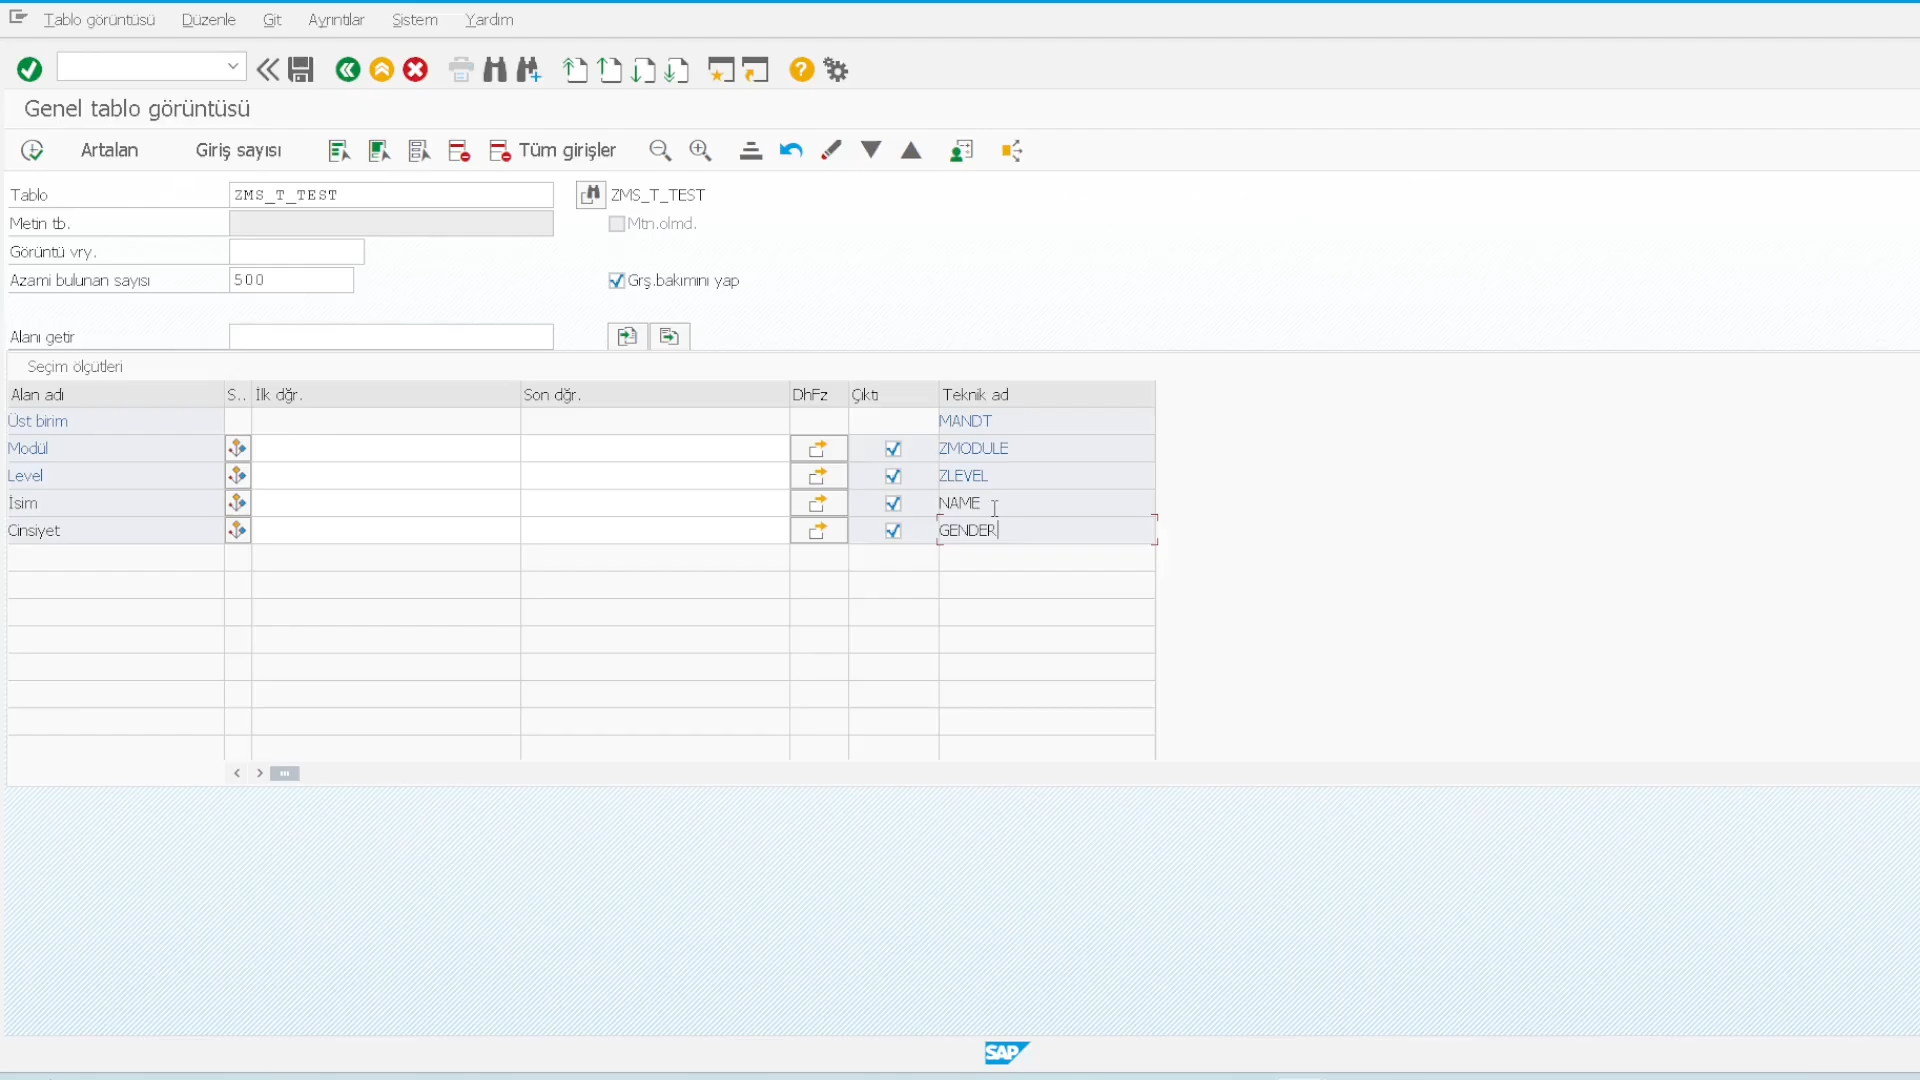 Tablo görüntüsü Düzenle Git Ayrıntılar Sistem Yardım
Genel tablo görüntüsü
Artalan Giriş sayısı Tüm girişler
Tablo ZMS_T_TEST ZMS_T_TEST
Metin tb. Mtn.olmd.
Görüntü vry.
Azami bulunan sayısı 500 Grş.bakımını yap
Alanı getir
Seçim ölçütleri
Alan adı S.. İlk dğr. Son dğr. DhFz Çıktı Teknik ad
Üst birim MANDT
Modül ZMODULE
Level ZLEVEL
İsim NAME
Cinsiyet GENDER
SAP